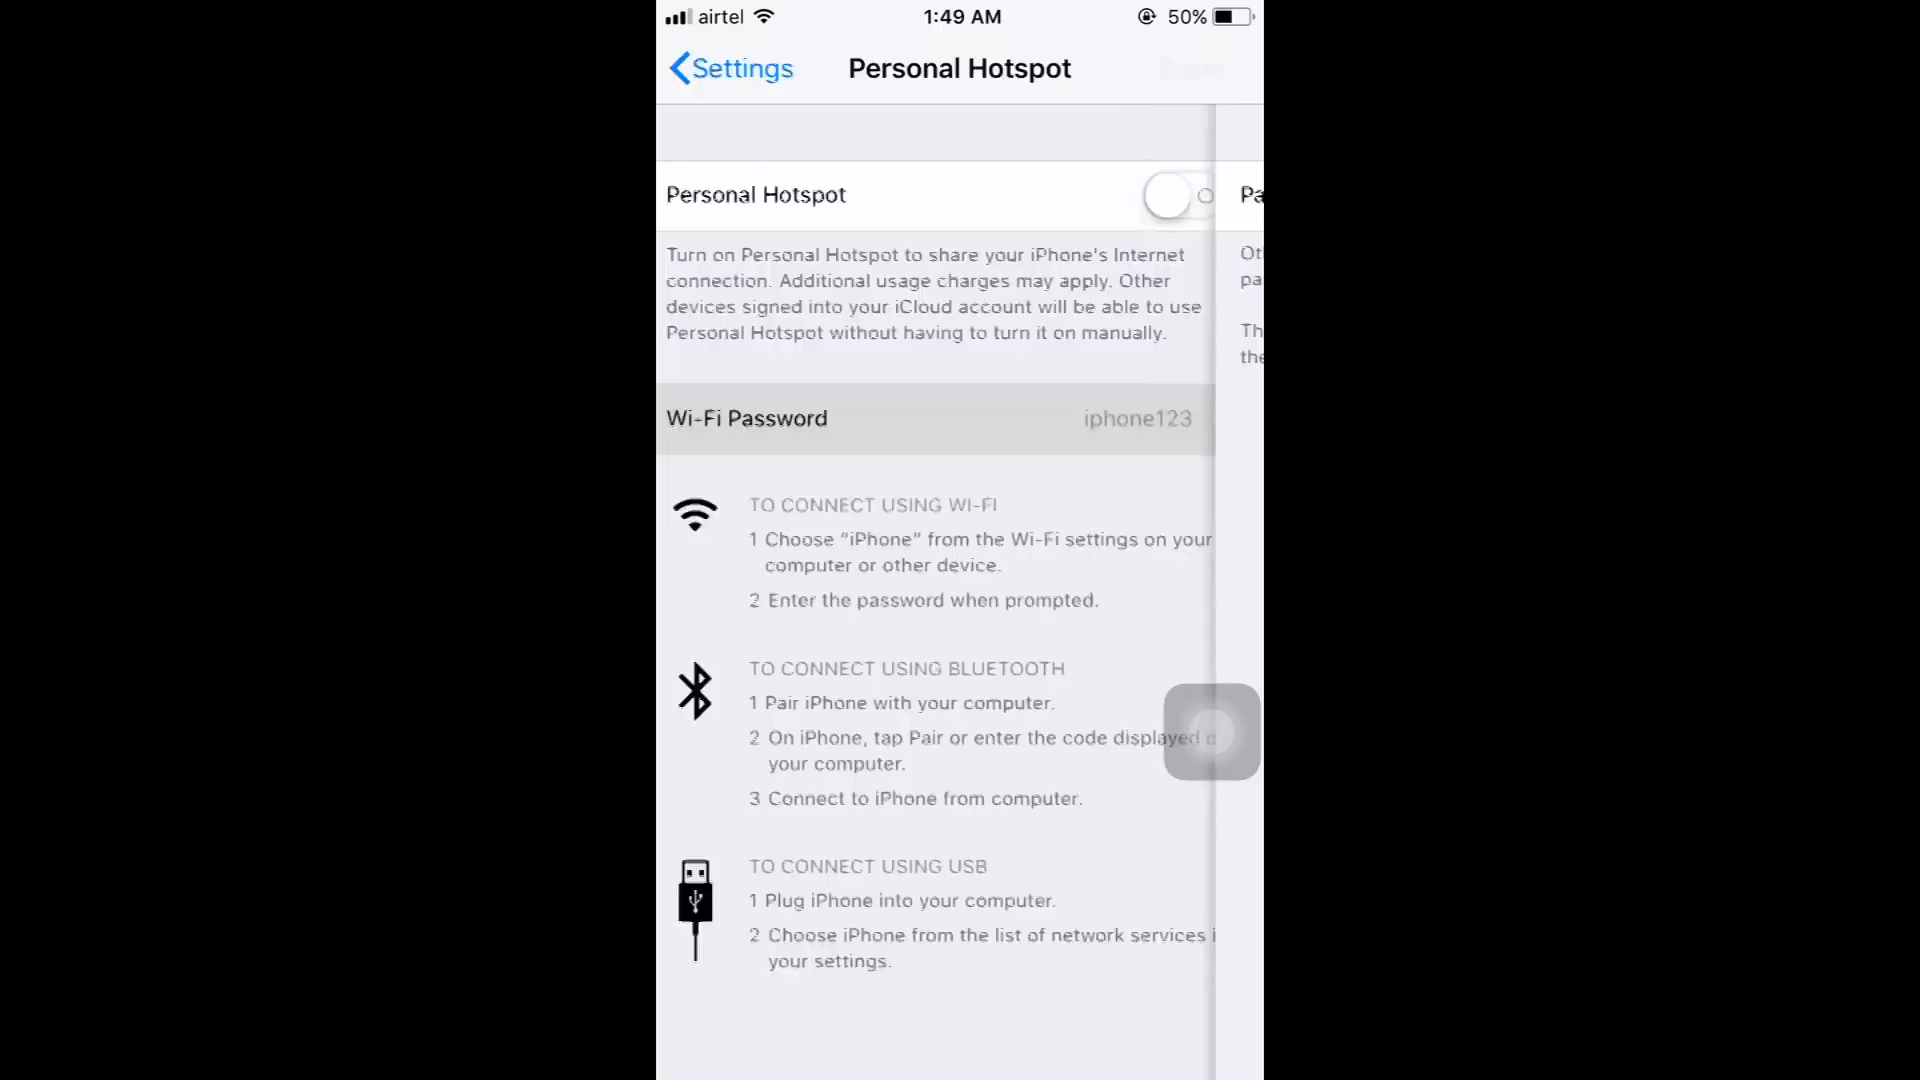 airtel 1:49 AM 50%
Settings Personal Hotspot
Personal Hotspot
Turn on Personal Hotspot to share your iPhone's Internet
connection. Additional usage charges may apply. Other
devices signed into your iCloud account will be able to use
Personal Hotspot without having to turn it on manually.
Wi-Fi Password iphone123
TO CONNECT USING WI-FI
1 Choose “iPhone” from the Wi-Fi settings on your
computer or other device.
2 Enter the password when prompted.
TO CONNECT USING BLUETOOTH
1 Pair iPhone with your computer.
2 On iPhone, tap Pair or enter the code displayed
your computer.
3 Connect to iPhone from computer.
TO CONNECT USING USB
1 Plug iPhone into your computer.
2 Choose iPhone from the list of network services
your settings.